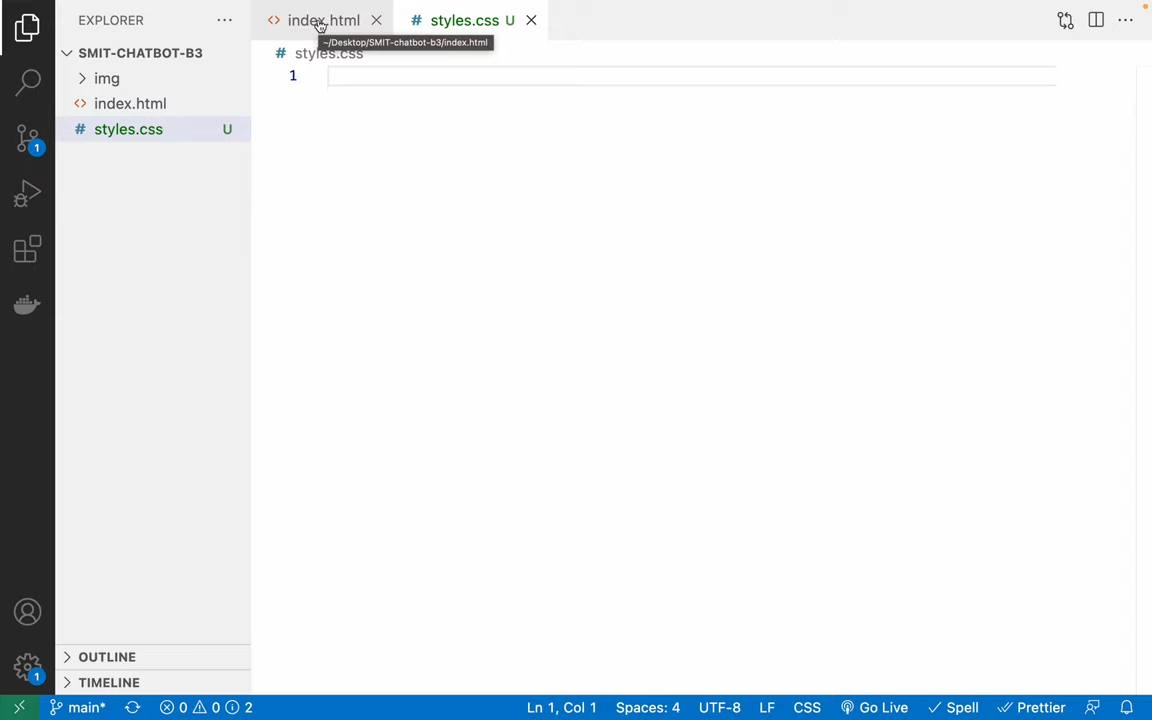 EXPLORER
index.html
styles.css U
~/Desktop/SMIT-chatbot-b3/index.html
SMIT-CHATBOT-B3
# styles.css
img
1
index.html
# styles.css U
1
OUTLINE
1
TIMELINE
main* 0 0 2 Ln 1, Col 1 Spaces: 4 UTF-8 LF CSS Go Live Spell Prettier